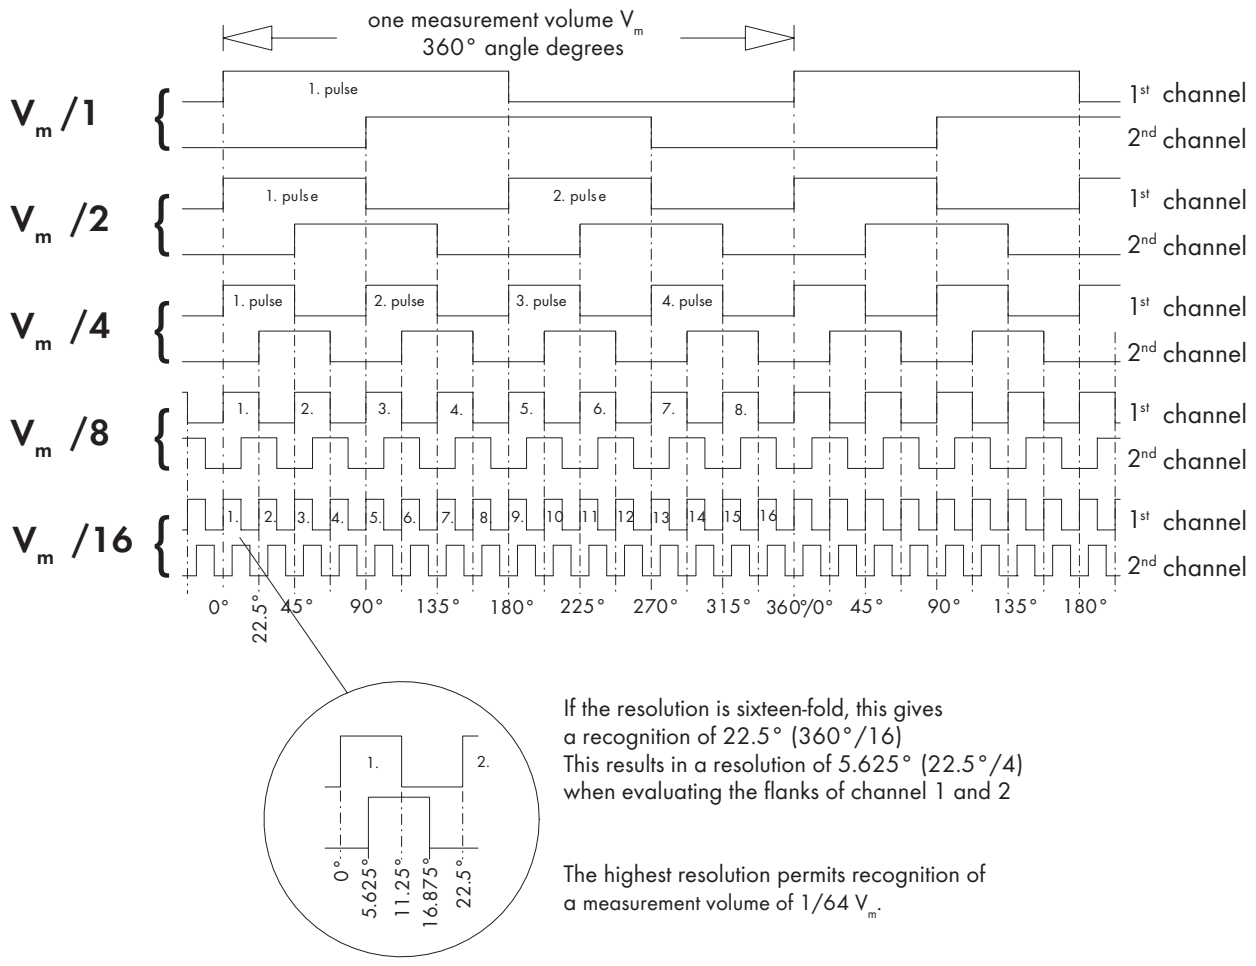 one measurement volume Vm
360° angle degrees
Vm /1
1. pulse
1st channel
2nd channel
Vm /2
1. pulse 2. pulse
1st channel
2nd channel
Vm /4
1. pulse 2. pulse 3. pulse 4. pulse
1st channel
2nd channel
Vm /8
1. 2. 3. 4. 5. 6. 7. 8.
1st channel
2nd channel
Vm /16
1. 2. 3. 4. 5. 6. 7. 8. 9. 10 11 12 13 14 15 16
1st channel
2nd channel
0° 22.5° 45° 90° 135° 180° 225° 270° 315° 360°/0° 45° 90° 135° 180°
1. 2.
0° 5.625° 11.25° 16.875° 22.5°
If the resolution is sixteen-fold, this gives
a recognition of 22.5° (360°/16)
This results in a resolution of 5.625° (22.5°/4)
when evaluating the flanks of channel 1 and 2
The highest resolution permits recognition of
a measurement volume of 1/64 Vm.